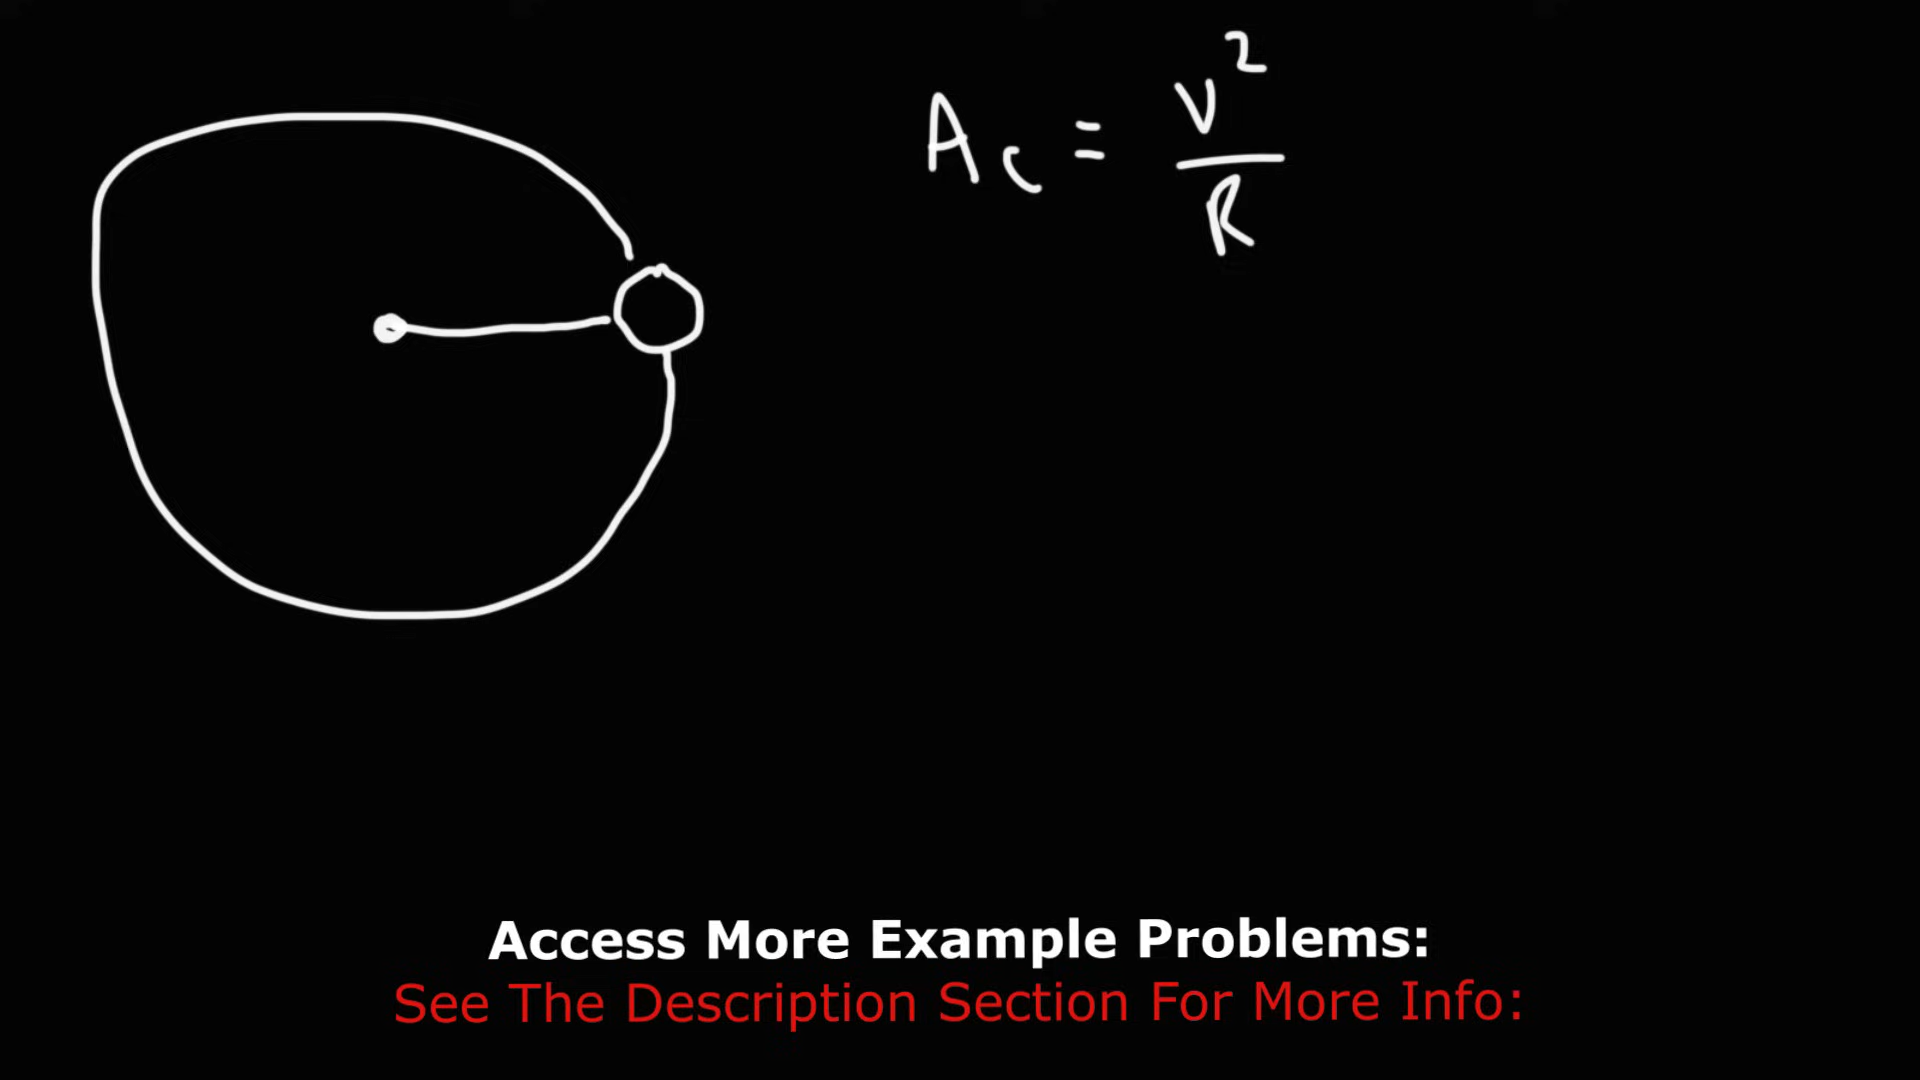 Ac = v²/R
Access More Example Problems:
See The Description Section For More Info: